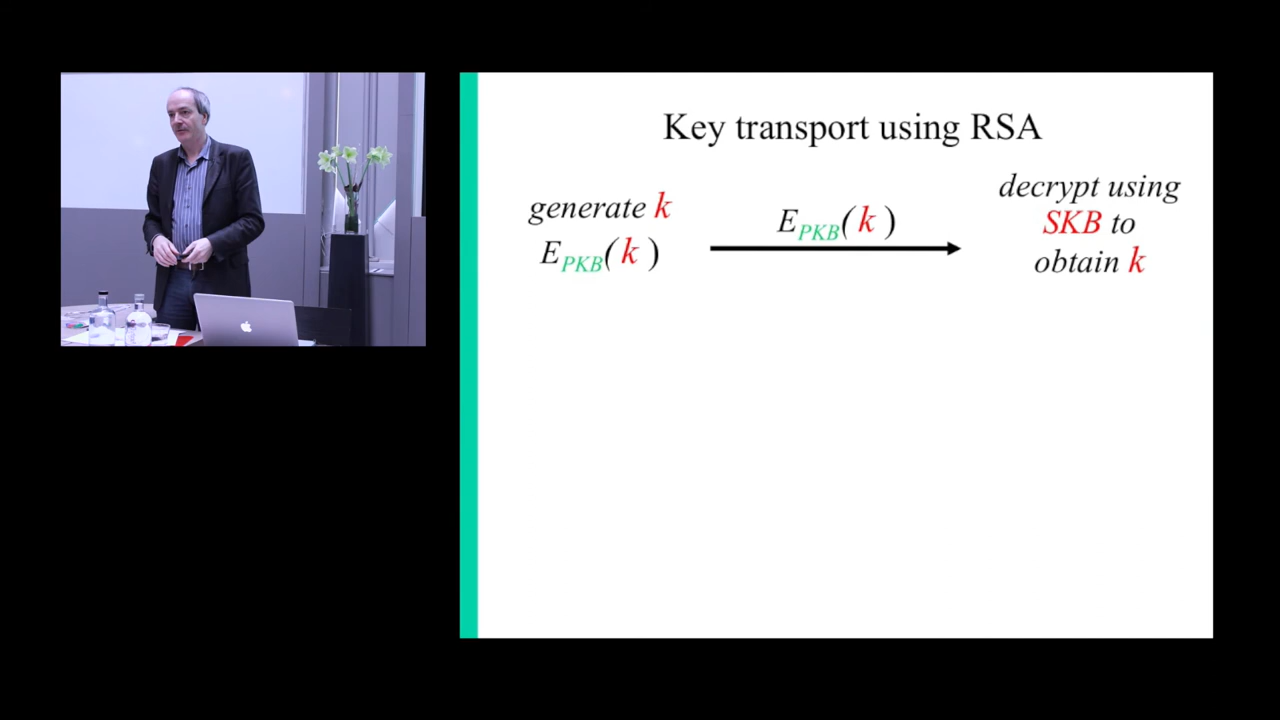 Key transport using RSA
generate k
E_PKB( k )
E_PKB( k )
decrypt using
SKB to
obtain k